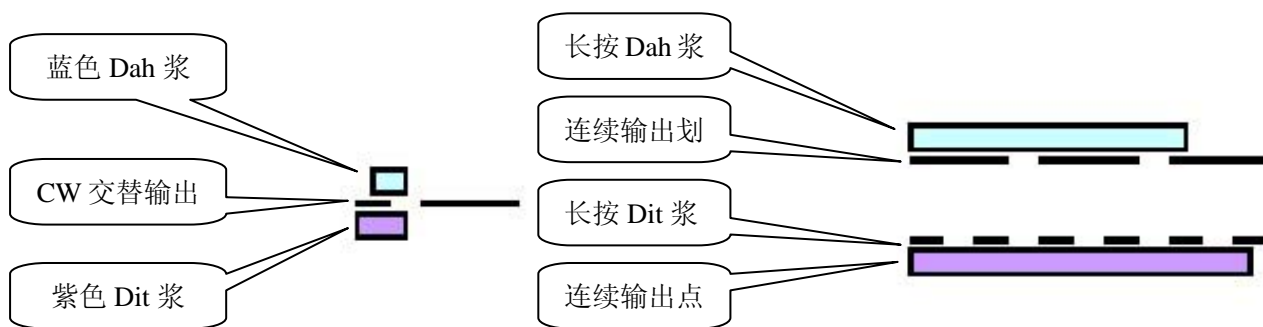 蓝色 Dah 浆
CW 交替输出
紫色 Dit 浆
长按 Dah 浆
连续输出划
长按 Dit 浆
连续输出点